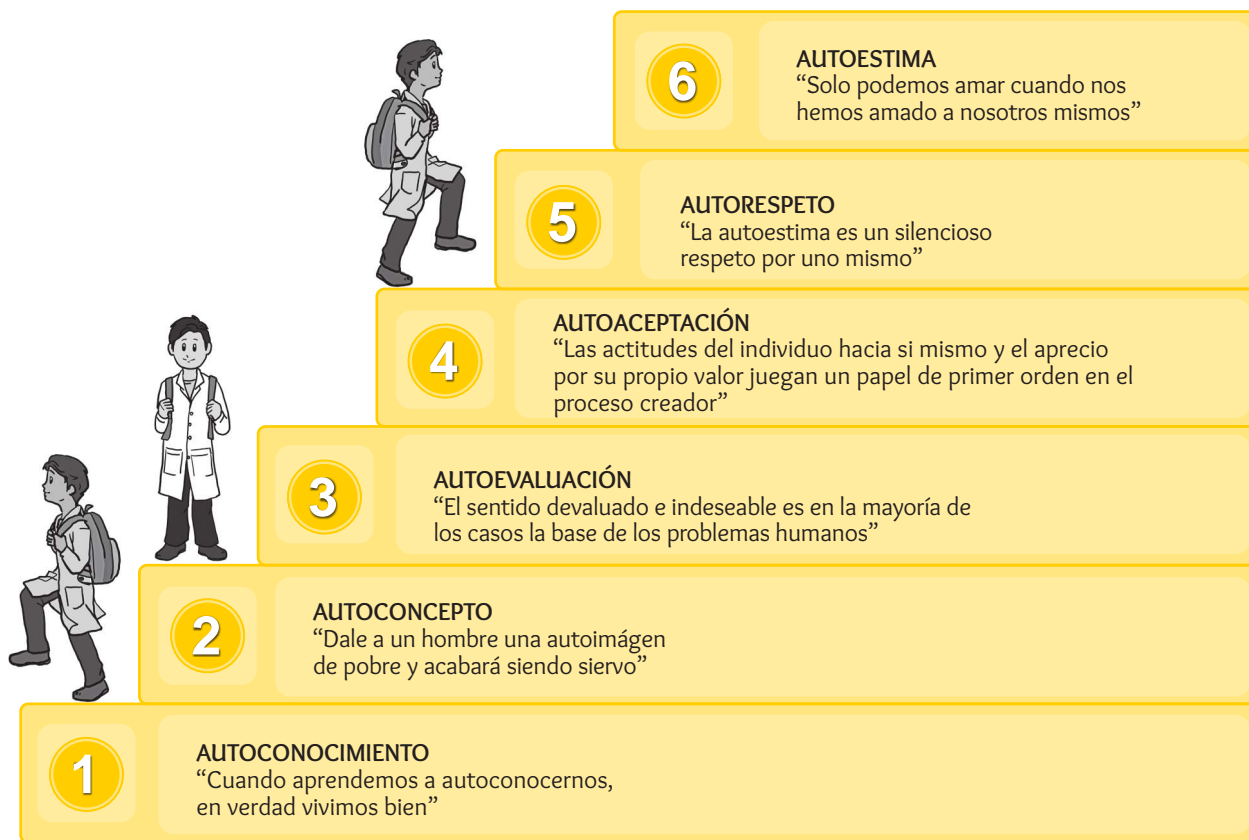 6
AUTOESTIMA
“Solo podemos amar cuando nos
hemos amado a nosotros mismos”
5
AUTORESPETO
“La autoestima es un silencioso
respeto por uno mismo”
4
AUTOACEPTACIÓN
“Las actitudes del individuo hacia si mismo y el aprecio
por su propio valor juegan un papel de primer orden en el
proceso creador”
3
AUTOEVALUACIÓN
“El sentido devaluado e indeseable es en la mayoría de
los casos la base de los problemas humanos”
2
AUTOCONCEPTO
“Dale a un hombre una autoimágen
de pobre y acabará siendo siervo”
1
AUTOCONOCIMIENTO
“Cuando aprendemos a autoconocernos,
en verdad vivimos bien”